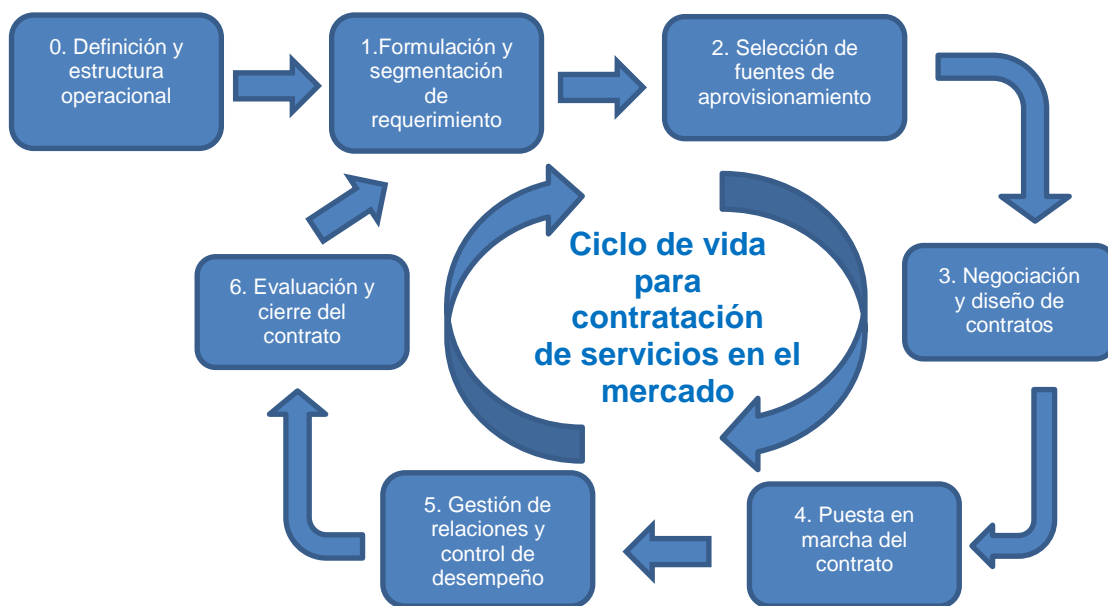 0. Definición y
estructura
operacional
1.Formulación y
segmentación
de
requerimiento
2. Selección de
fuentes de
aprovisionamiento
3. Negociación
y diseño de
contratos
4. Puesta en
marcha del
contrato
5. Gestión de
relaciones y
control de
desempeño
6. Evaluación y
cierre del
contrato
Ciclo de vida
para
contratación
de servicios en el
mercado